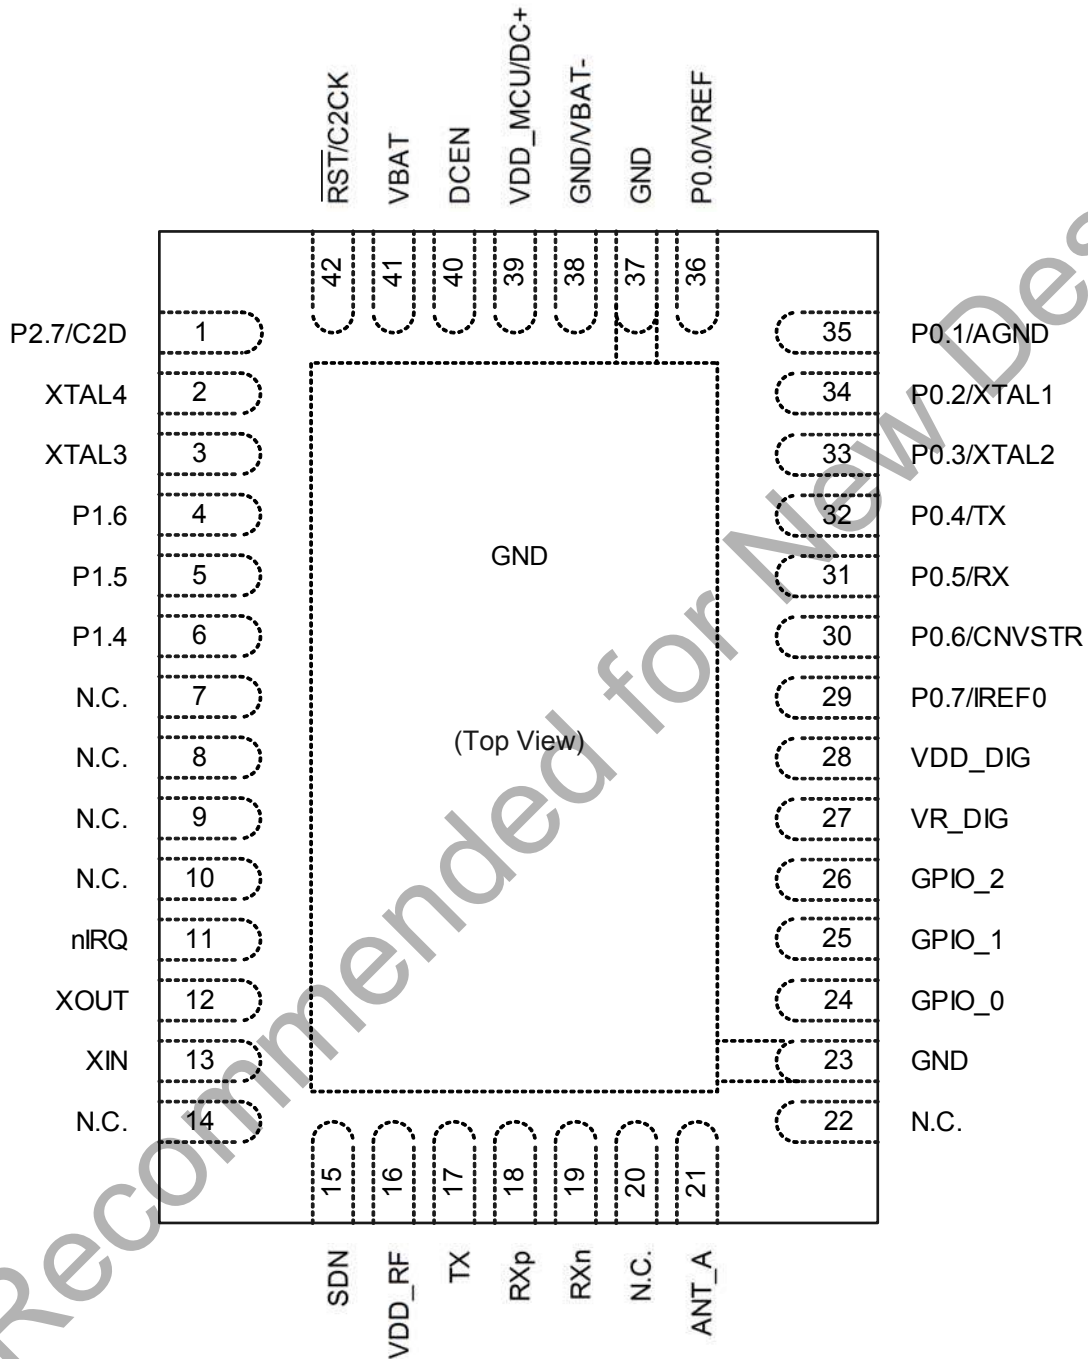 R̅S̅T̅/C2CK
VBAT
DCEN
VDD_MCU/DC+
GND/VBAT-
GND
P0.0/VREF
42
41
40
39
38
37
36
P2.7/C2D 1
XTAL4 2
XTAL3 3
P1.6 4
P1.5 5
P1.4 6
N.C. 7
N.C. 8
N.C. 9
N.C. 10
nIRQ 11
XOUT 12
XIN 13
N.C. 14
GND
(Top View)
35 P0.1/AGND
34 P0.2/XTAL1
33 P0.3/XTAL2
32 P0.4/TX
31 P0.5/RX
30 P0.6/CNVSTR
29 P0.7/IREF0
28 VDD_DIG
27 VR_DIG
26 GPIO_2
25 GPIO_1
24 GPIO_0
23 GND
22 N.C.
15
16
17
18
19
20
21
SDN
VDD_RF
TX
RXp
RXn
N.C.
ANT_A
Recommended for New Des